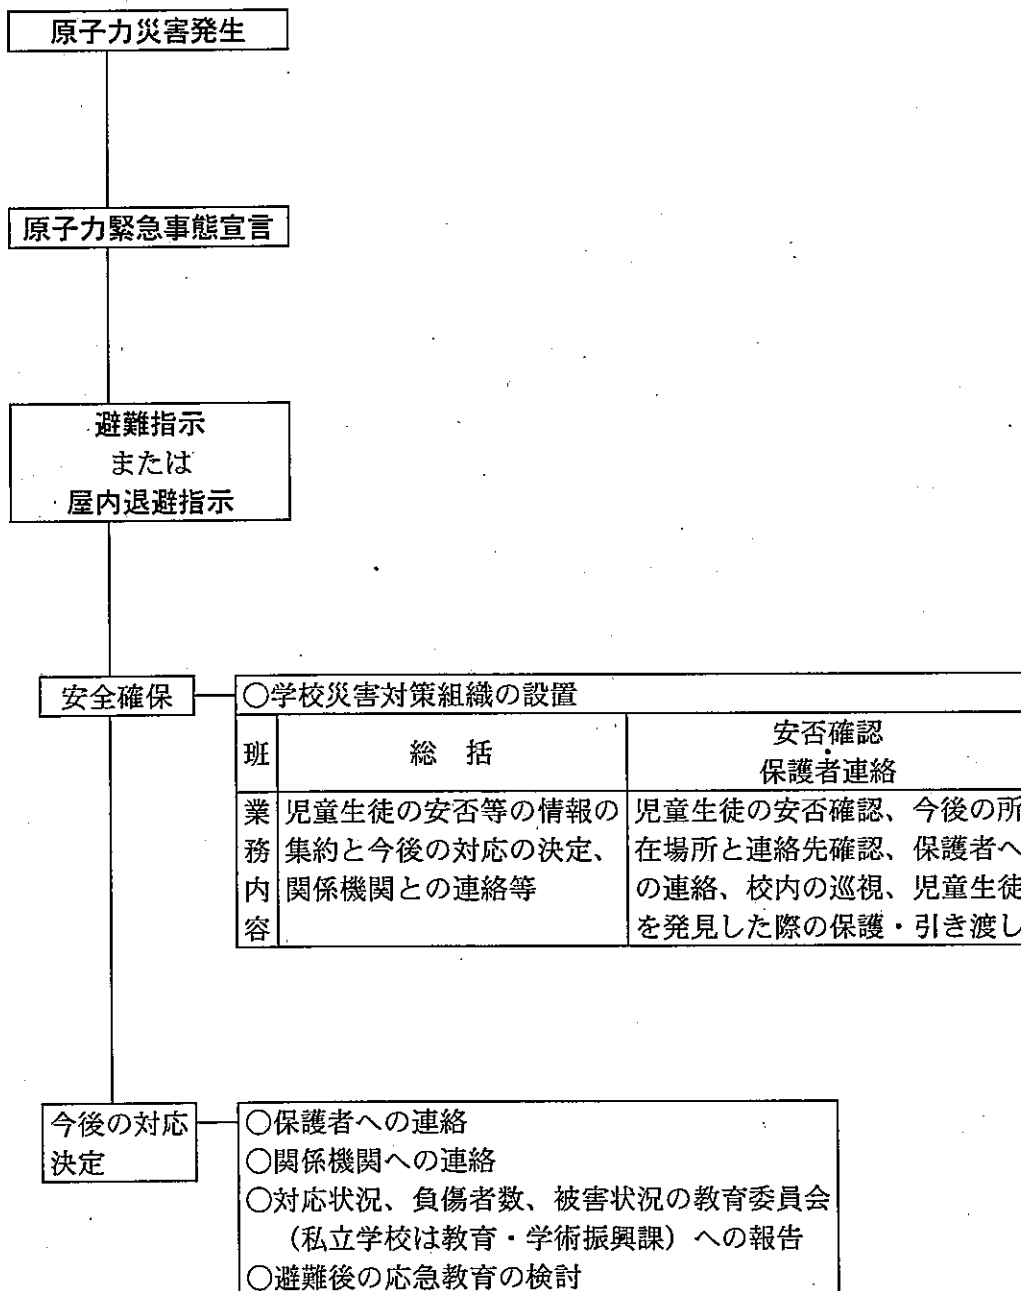 原子力災害発生
原子力緊急事態宣言
避難指示
または
屋内退避指示
安全確保
○学校災害対策組織の設置
班
総 括
安否確認
・
保護者連絡
業務内容
児童生徒の安否等の情報の
集約と今後の対応の決定、
関係機関との連絡等
児童生徒の安否確認、今後の所
在場所と連絡先確認、保護者へ
の連絡、校内の巡視、児童生徒
を発見した際の保護・引き渡し
今後の対応
決定
○保護者への連絡
○関係機関への連絡
○対応状況、負傷者数、被害状況の教育委員会
（私立学校は教育・学術振興課）への報告
○避難後の応急教育の検討